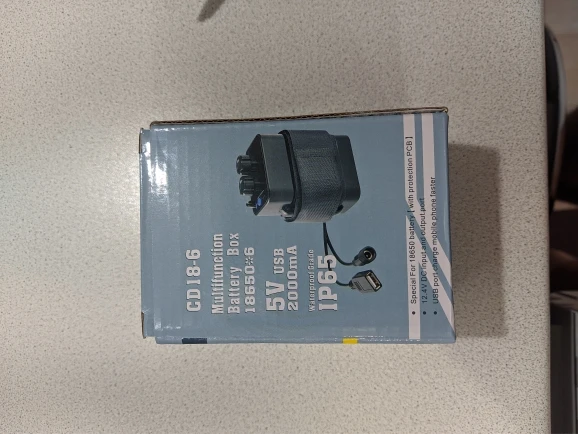 CD18-6
Multifunction
Battery Box
18650*6
5V USB
2000mA
Waterproof Grade
IP65
• Special For 18650 battery [ with protection PCB ]
• 12.4V DC input and output port
• USB port charge mobile phone faster